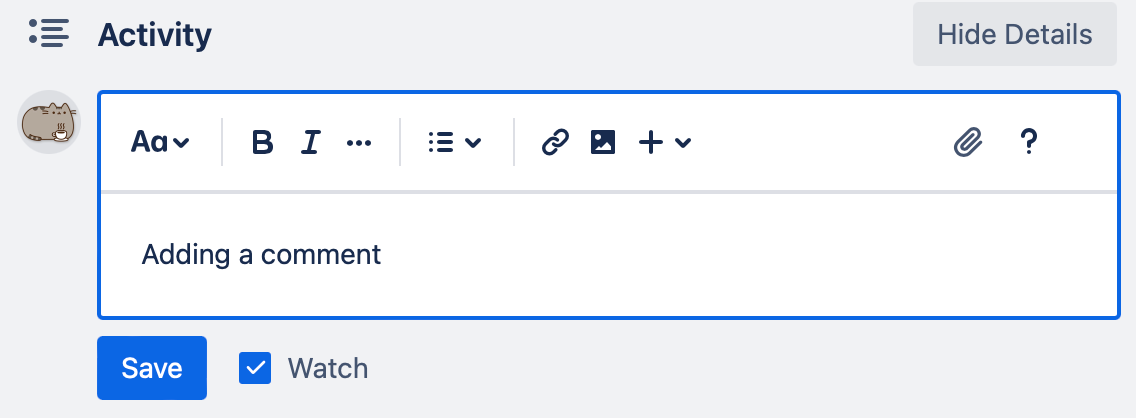 Activity
Hide Details
Aa
B I ...
?
Adding a comment
Save
Watch